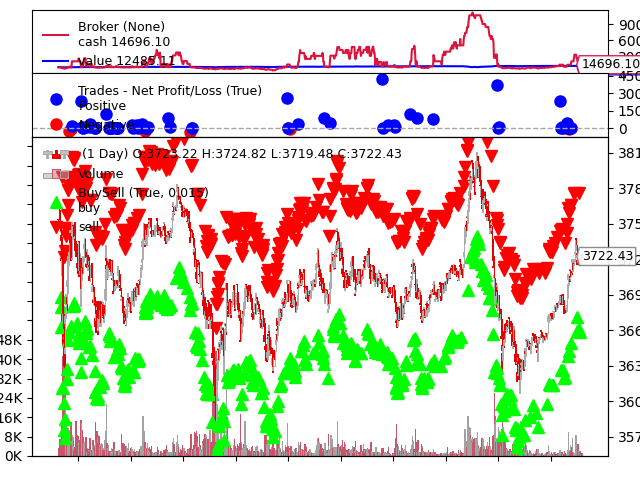 Broker (None)
cash 14696.10
value 12485.11
900
600
14696.10
Trades - Net Profit/Loss (True)
Positive
Negative
450
300
150
0
(1 Day) O:3723.22 H:3724.82 L:3719.48 C:3722.43
Volume
BuySell (True, 0.015)
buy
sell
381
378
375
3722.43
369
366
363
360
357
48K
40K
32K
24K
16K
8K
0K